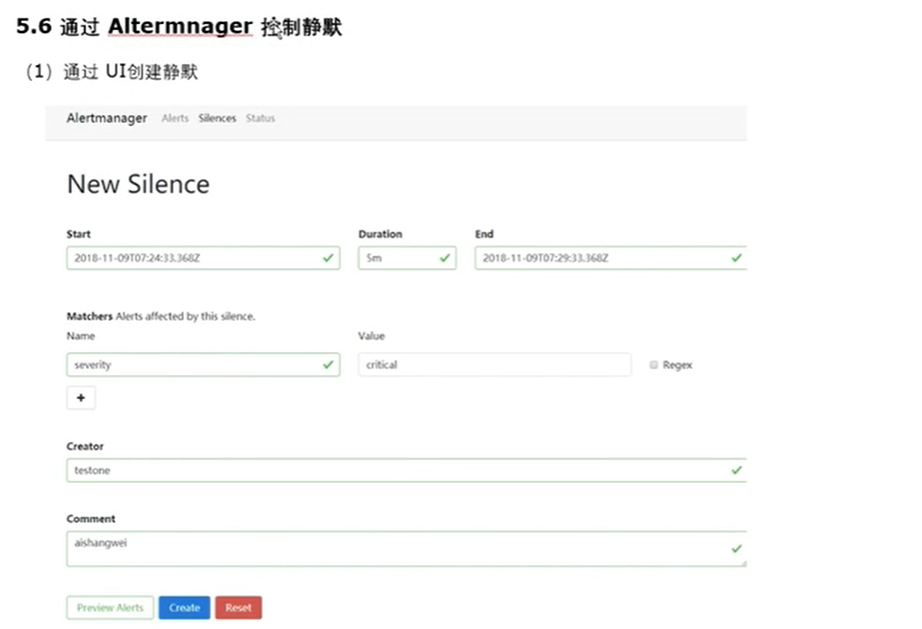 5.6 通过 Altermnager 控制静默
（1）通过 UI创建静默
Alertmanager Alerts Silences Status
New Silence
Start Duration End
2018-11-09T07:24:33.368Z 5m 2018-11-09T07:29:33.368Z
Matchers Alerts affected by this silence.
Name Value
severity critical Regex
+
Creator
testone
Comment
aishangwei
Preview Alerts Create Reset